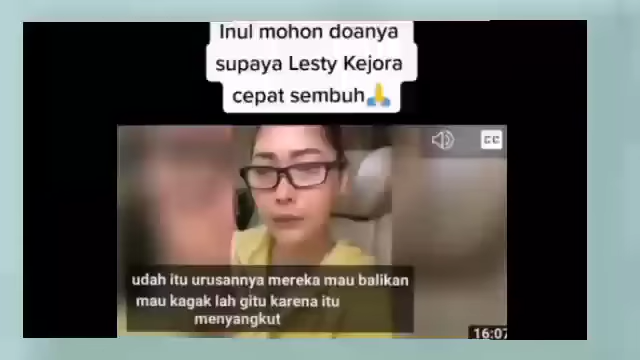 Inul mohon doanya
supaya Lesty Kejora
cepat sembuh🙏
CC
udah itu urusannya mereka mau balikan
mau kagak lah gitu karena itu
menyangkut
16:07